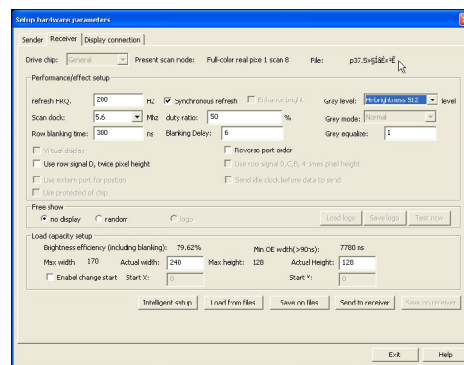 Setup hardware parameters
Sender Receiver Display connection
Drive chip: General Present scan mode: Full-color real pixe 1 scan 8 File:
Performance/effect setup
refresh FRQ. 200 Hz Synchronous refresh Enhance bright Gray level: Hi-brightness 512 level
Scan clock: 5.6 Mhz duty ratio: 50 % Grey mode: Normal
Row blanking time: 300 ns Blanking Delay: 6 Grey equalize: 1
Virtual display Reverse port order
Use row signal D, twice pixel height Use row signal D,C,B, 4 times pixel height
Use extern port for position Send idle clock before data to send
Use protected of chip
Free show
no display random logo Load logo Save logo Test now
Load capacity setup
Brightness efficiency (including blanking): 79.62% Min OE width(>90ns): 7780 ns
Max width 170 Actual width: 240 Max height: 128 Actual Height: 128
Enabel change start Start X: 0 Start Y: 0
Intelligent setup Load from files Save on files Send to receiver Save on receiver
Exit Help